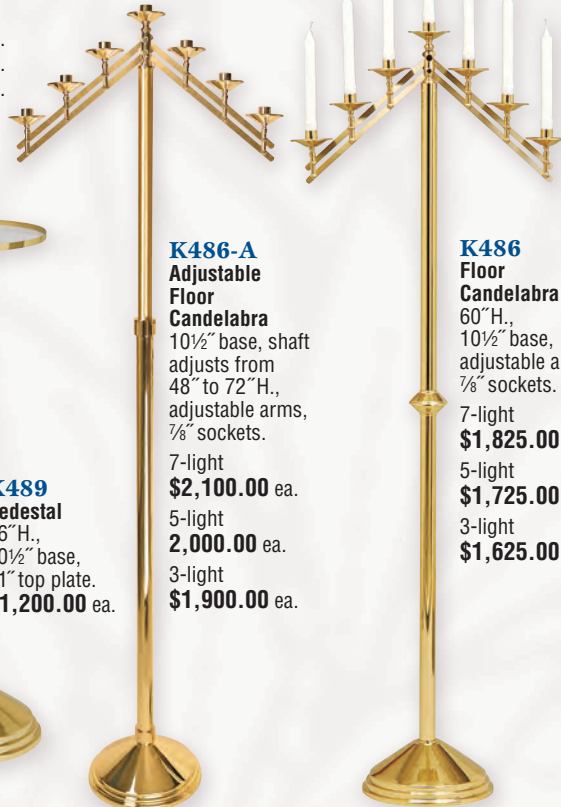 K486-A
Adjustable
Floor
Candelabra
10½˝ base, shaft
adjusts from
48˝ to 72˝H.,
adjustable arms,
⅞˝ sockets.
7-light
$2,100.00 ea.
5-light
2,000.00 ea.
3-light
$1,900.00 ea.
K486
Floor
Candelabra
60˝H.,
10½˝ base,
adjustable a
⅞˝ sockets.
7-light
$1,825.00
5-light
$1,725.00
3-light
$1,625.00
K489
edestal
6˝H.,
0½˝ base,
1˝ top plate.
1,200.00 ea.